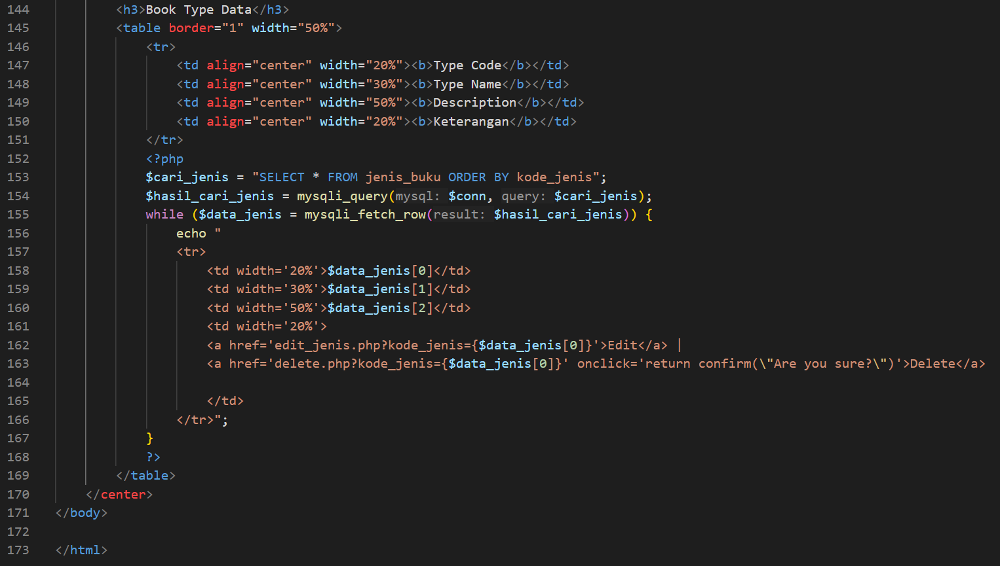 144 <h3>Book Type Data</h3>
145 <table border="1" width="50%">
146 <tr>
147 <td align="center" width="20%"><b>Type Code</b></td>
148 <td align="center" width="30%"><b>Type Name</b></td>
149 <td align="center" width="50%"><b>Description</b></td>
150 <td align="center" width="20%"><b>Keterangan</b></td>
151 </tr>
152 <?php
153 $cari_jenis = "SELECT * FROM jenis_buku ORDER BY kode_jenis";
154 $hasil_cari_jenis = mysqli_query(mysql: $conn, query: $cari_jenis);
155 while ($data_jenis = mysqli_fetch_row(result: $hasil_cari_jenis)) {
156 echo "
157 <tr>
158 <td width='20%'>$data_jenis[0]</td>
159 <td width='30%'>$data_jenis[1]</td>
160 <td width='50%'>$data_jenis[2]</td>
161 <td width='20%'>
162 <a href='edit_jenis.php?kode_jenis={$data_jenis[0]}'>Edit</a> |
163 <a href='delete.php?kode_jenis={$data_jenis[0]}' onclick='return confirm(\"Are you sure?\")'>Delete</a>
164
165 </td>
166 </tr>";
167 }
168 ?>
169 </table>
170 </center>
171 </body>
172
173 </html>